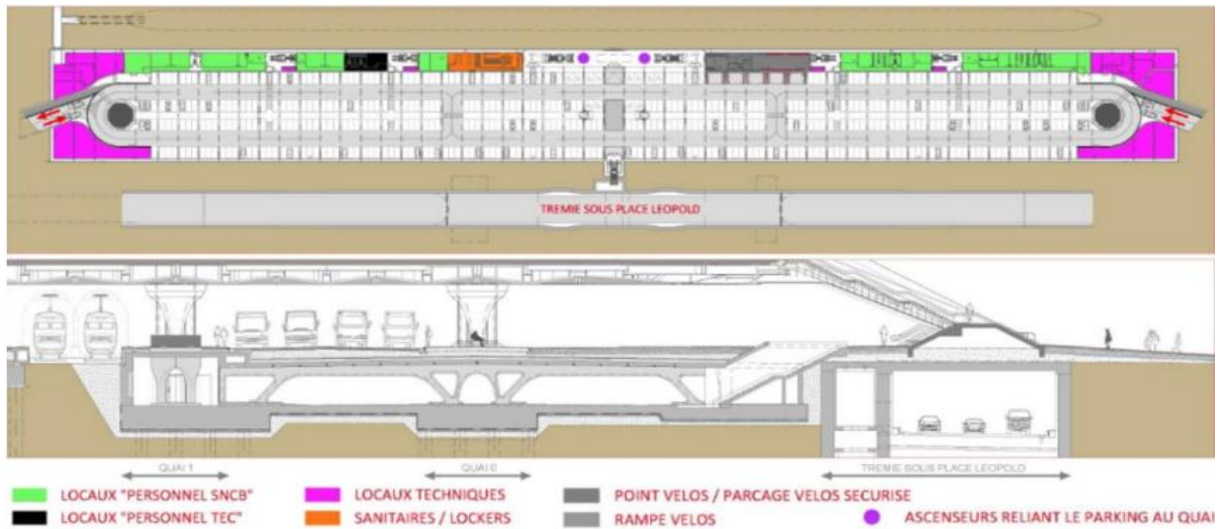 TREMIE SOUS PLACE LEOPOLD
QUAI 1
QUAI 0
TREMIE SOUS PLACE LEOPOLD
LOCAUX "PERSONNEL SNCB"
LOCAUX TECHNIQUES
POINT VELOS / PARCAGE VELOS SECURISE
LOCAUX "PERSONNEL TEC"
SANITAIRES / LOCKERS
RAMPE VELOS
ASCENSEURS RELIANT LE PARKING AU QUAI